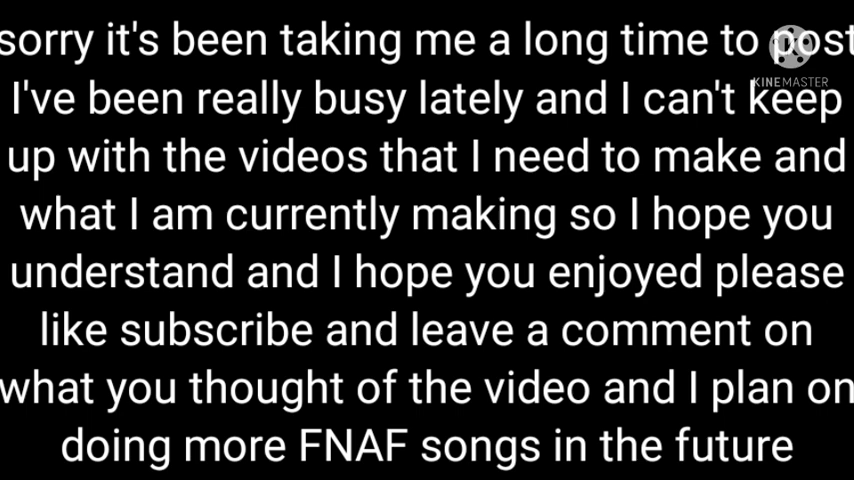 sorry it's been taking me a long time to post
I've been really busy lately and I can't keep
up with the videos that I need to make and
what I am currently making so I hope you
understand and I hope you enjoyed please
like subscribe and leave a comment on
what you thought of the video and I plan on
doing more FNAF songs in the future
KINEMASTER